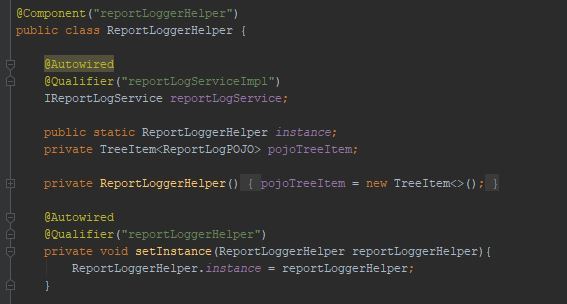 @Component("reportLoggerHelper")
public class ReportLoggerHelper {
@Autowired
@Qualifier("reportLogServiceImpl")
IReportLogService reportLogService;
public static ReportLoggerHelper instance;
private TreeItem<ReportLogPOJO> pojoTreeItem;
private ReportLoggerHelper() { pojoTreeItem = new TreeItem<>(); }
@Autowired
@Qualifier("reportLoggerHelper")
private void setInstance(ReportLoggerHelper reportLoggerHelper){
ReportLoggerHelper.instance = reportLoggerHelper;
}